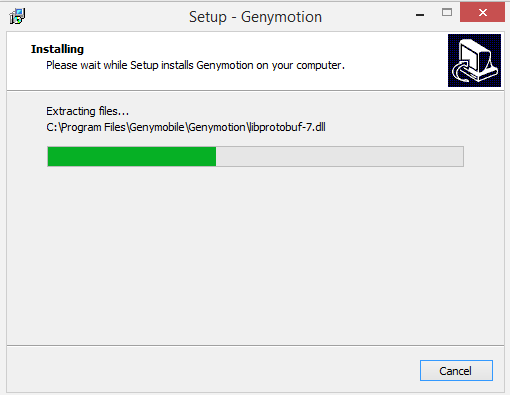 Setup - Genymotion
Installing
Please wait while Setup installs Genymotion on your computer.
Extracting files...
C:\Program Files\Genymobile\Genymotion\libprotobuf-7.dll
Cancel